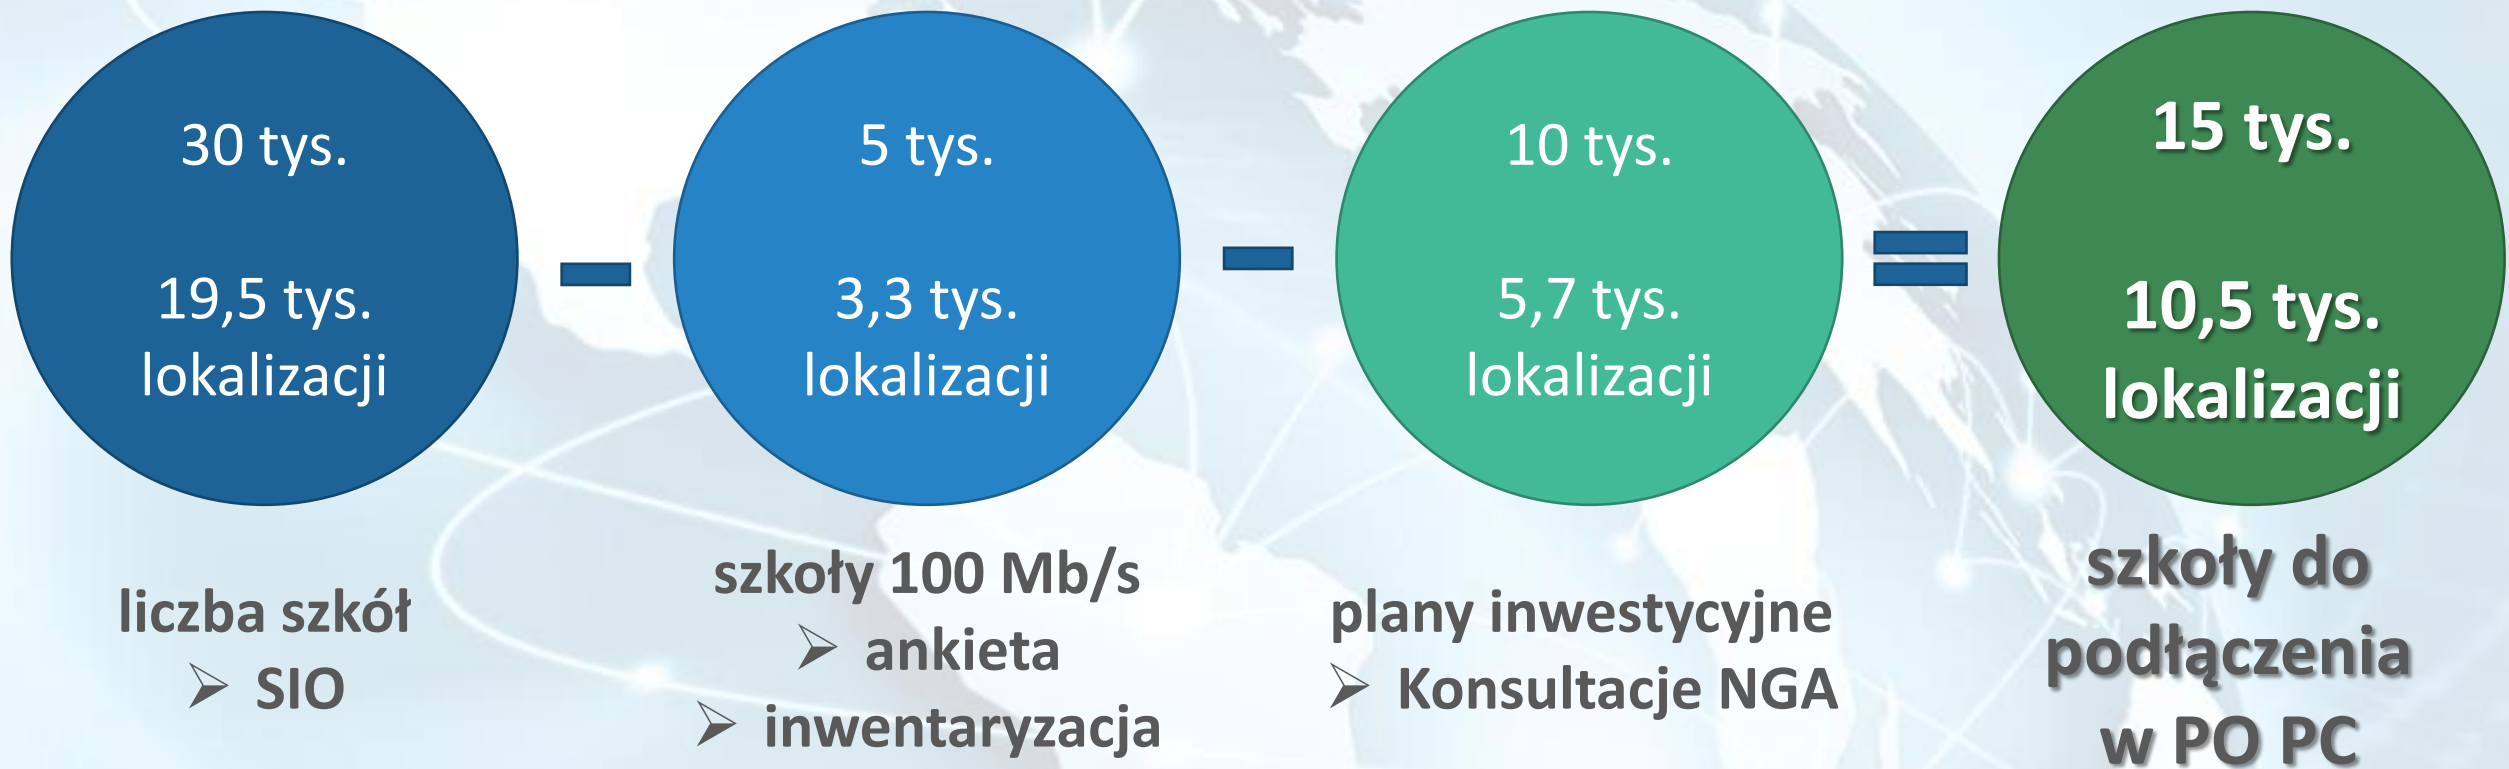 30 tys.
19,5 tys.
lokalizacji
5 tys.
3,3 tys.
lokalizacji
10 tys.
5,7 tys.
lokalizacji
15 tys.
10,5 tys.
lokalizacji
liczba szkół
➢ SIO
szkoły 100 Mb/s
➢ ankieta
➢ inwentaryzacja
plany inwestycyjne
➢ Konsultacje NGA
szkoły do
podłączenia
w PO PC